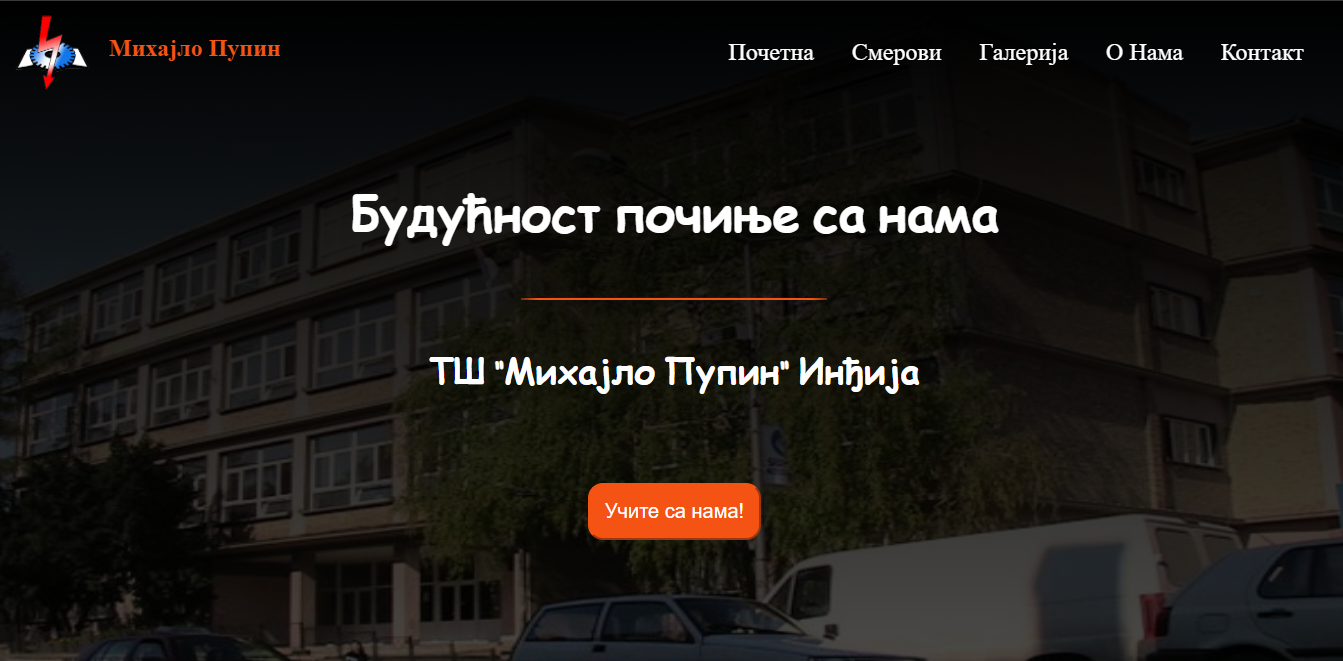 Михајло Пупин
Почетна Смерови Галерија О Нама Контакт
Будућност почиње са нама
ТШ "Михајло Пупин" Инђија
Учите са нама!